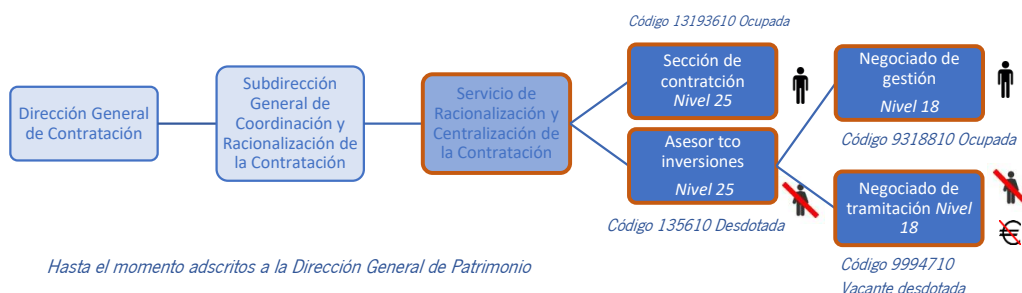 Código 13193610 Ocupada
Dirección General
de Contratación
Subdirección
General de
Coordinación y
Racionalización de
la Contratación
Servicio de
Racionalización y
Centralización de
la Contratación
Sección de
contratción
Nivel 25
Asesor tco
inversiones
Nivel 25
Código 135610 Desdotada
Negociado de
gestión
Nivel 18
Código 9318810 Ocupada
Negociado de
tramitación Nivel
18
Código 9994710
Vacante desdotada
Hasta el momento adscritos a la Dirección General de Patrimonio